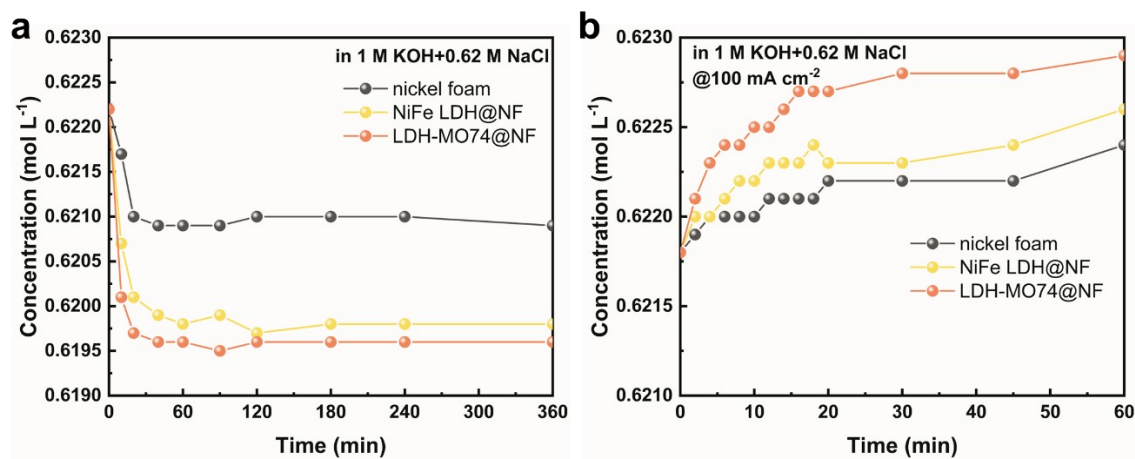 a
in 1 M KOH+0.62 M NaCl
nickel foam
NiFe LDH@NF
LDH-MO74@NF
0.6230
0.6225
0.6220
0.6215
0.6210
0.6205
0.6200
0.6195
0.6190
0 60 120 180 240 300 360
Concentration (mol L⁻¹)
Time (min)
b
in 1 M KOH+0.62 M NaCl
@100 mA cm⁻²
nickel foam
NiFe LDH@NF
LDH-MO74@NF
0.6230
0.6225
0.6220
0.6215
0.6210
0 10 20 30 40 50 60
Concentration (mol L⁻¹)
Time (min)